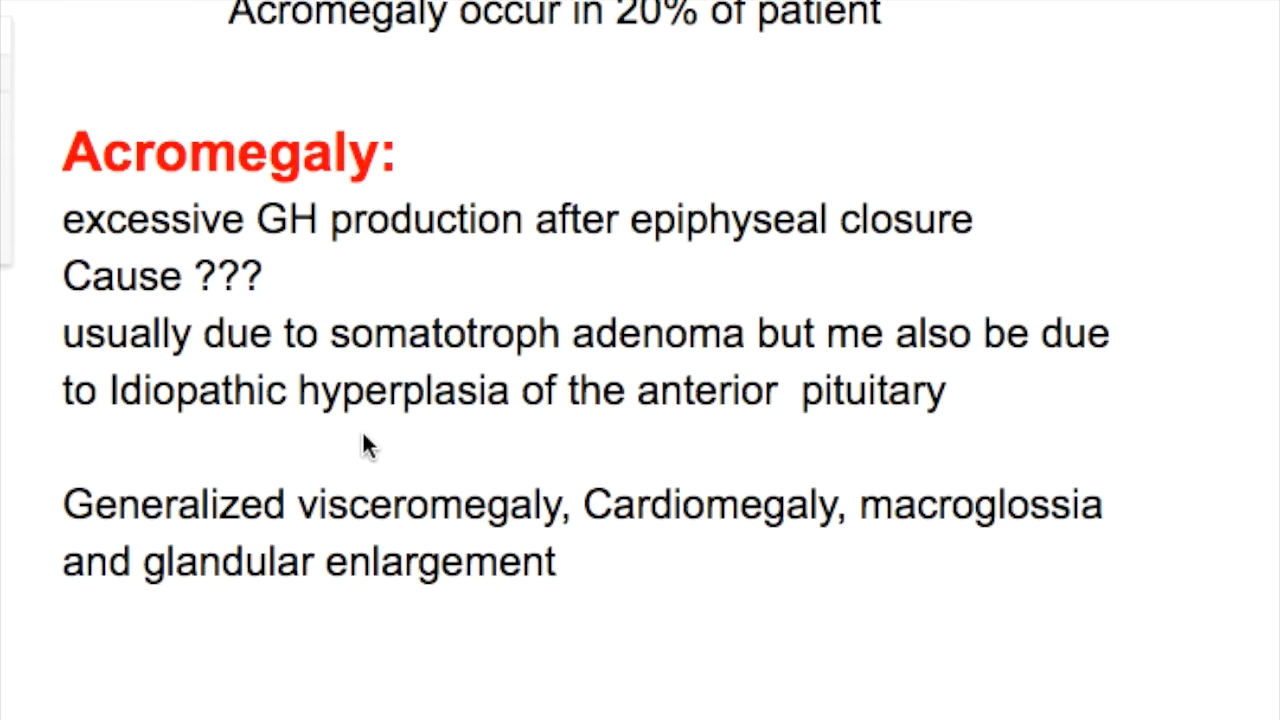 Acromegaly occur in 20% of patient
Acromegaly:
excessive GH production after epiphyseal closure
Cause ???
usually due to somatotroph adenoma but me also be due
to Idiopathic hyperplasia of the anterior  pituitary
Generalized visceromegaly, Cardiomegaly, macroglossia
and glandular enlargement